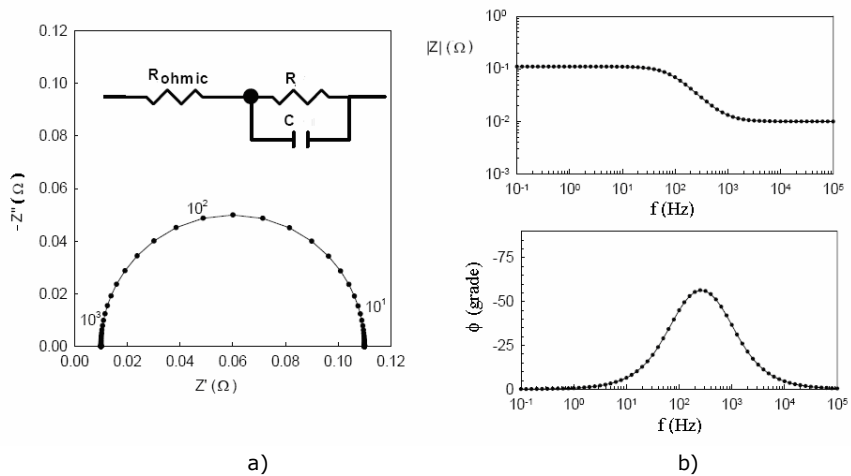 0.12
0.10
0.08
0.06
0.04
0.02
0.00
-Z"(Ω)
R ohmic
R
C
10²
10³
10¹
0.00 0.02 0.04 0.06 0.08 0.10 0.12
Z' (Ω)
a)
|Z| (Ω)
10⁰
10⁻¹
10⁻²
10⁻³
10⁻¹ 10⁰ 10¹ 10² 10³ 10⁴ 10⁵
f (Hz)
ϕ (grade)
-75
-50
-25
0
10⁻¹ 10⁰ 10¹ 10² 10³ 10⁴ 10⁵
f (Hz)
b)